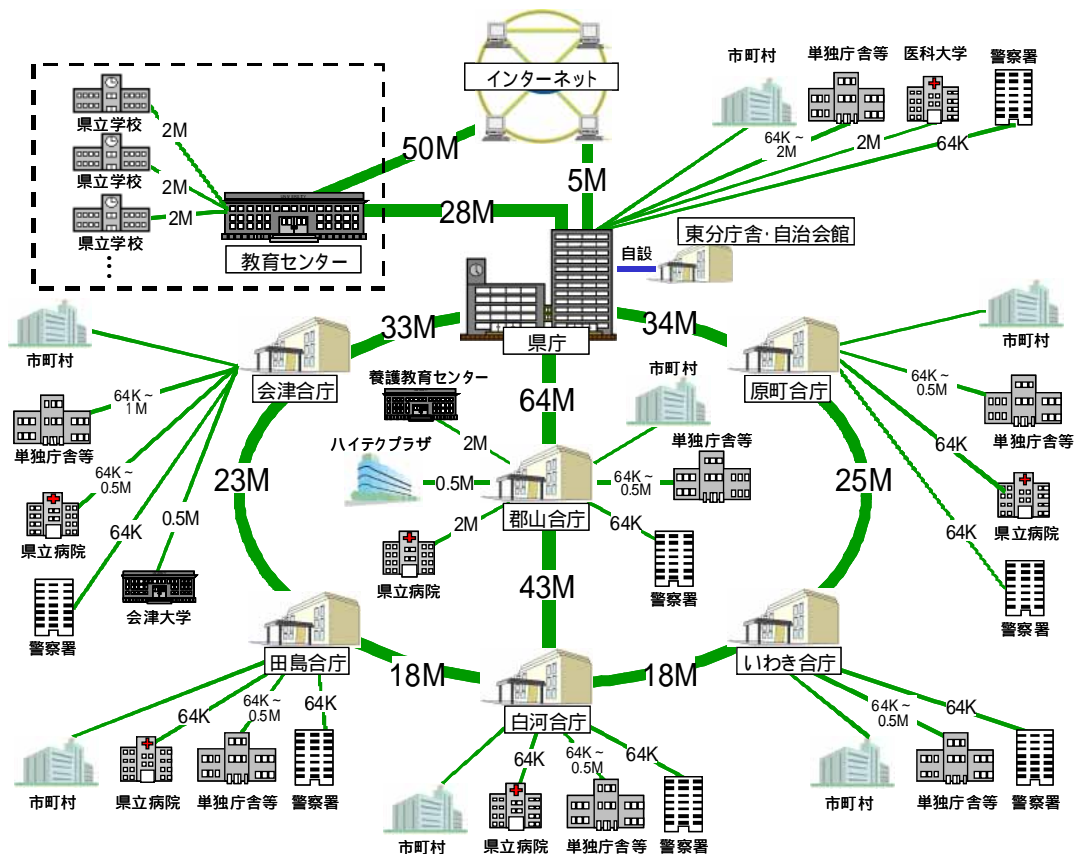 インターネット
県立学校
2M
県立学校
2M
県立学校
2M
⋮
50M
28M
5M
教育センター
市町村
単独庁舎等
医科大学
警察署
64K~
2M
2M
64K
東分庁舎・自治会館
自設
県庁
33M
34M
64M
会津合庁
市町村
64K~
1M
単独庁舎等
64K~
0.5M
県立病院
64K
警察署
0.5M
会津大学
養護教育センター
2M
ハイテクプラザ
0.5M
2M
県立病院
郡山合庁
市町村
単独庁舎等
64K~
0.5M
64K
警察署
原町合庁
市町村
64K~
0.5M
単独庁舎等
64K
県立病院
64K
警察署
23M
43M
25M
田島合庁
18M
市町村
64K
県立病院
64K~
0.5M
単独庁舎等
64K
警察署
白河合庁
18M
市町村
64K
県立病院
64K~
0.5M
単独庁舎等
64K
警察署
いわき合庁
市町村
64K~
0.5M
単独庁舎等
64K
警察署